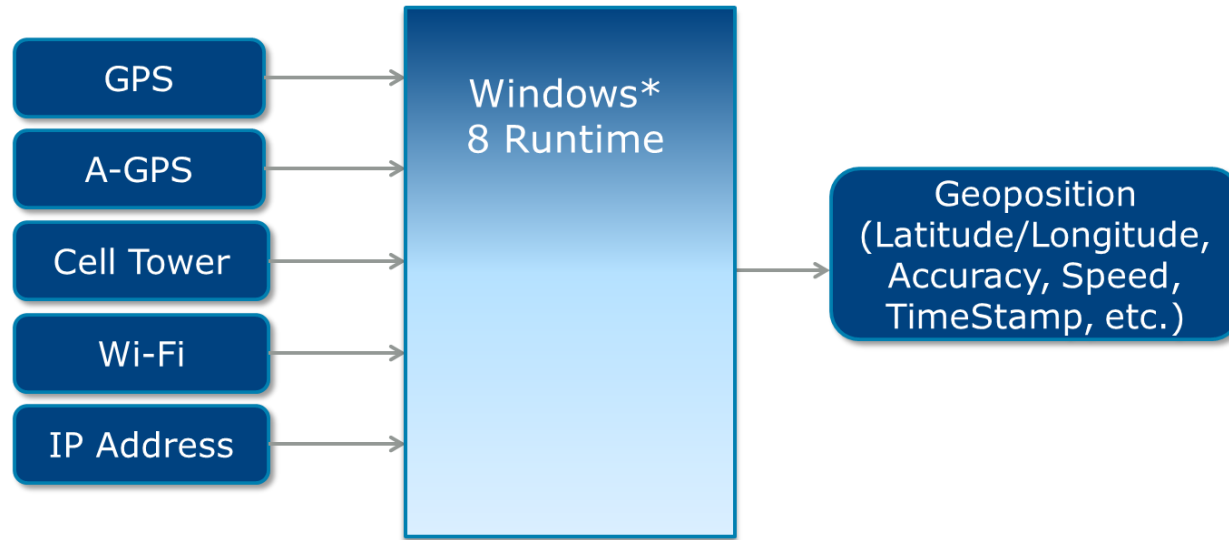 GPS
A-GPS
Cell Tower
Wi-Fi
IP Address
Windows*
8 Runtime
Geoposition
(Latitude/Longitude,
Accuracy, Speed,
TimeStamp, etc.)